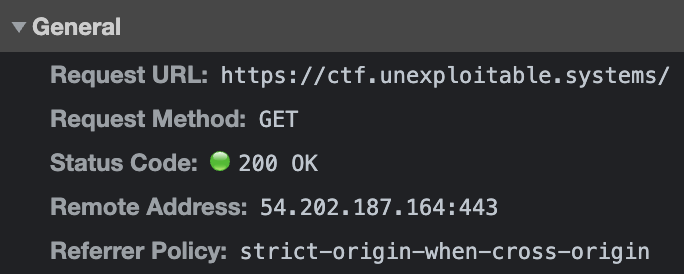 General
Request URL: https://ctf.unexploitable.systems/
Request Method: GET
Status Code: 200 OK
Remote Address: 54.202.187.164:443
Referrer Policy: strict-origin-when-cross-origin